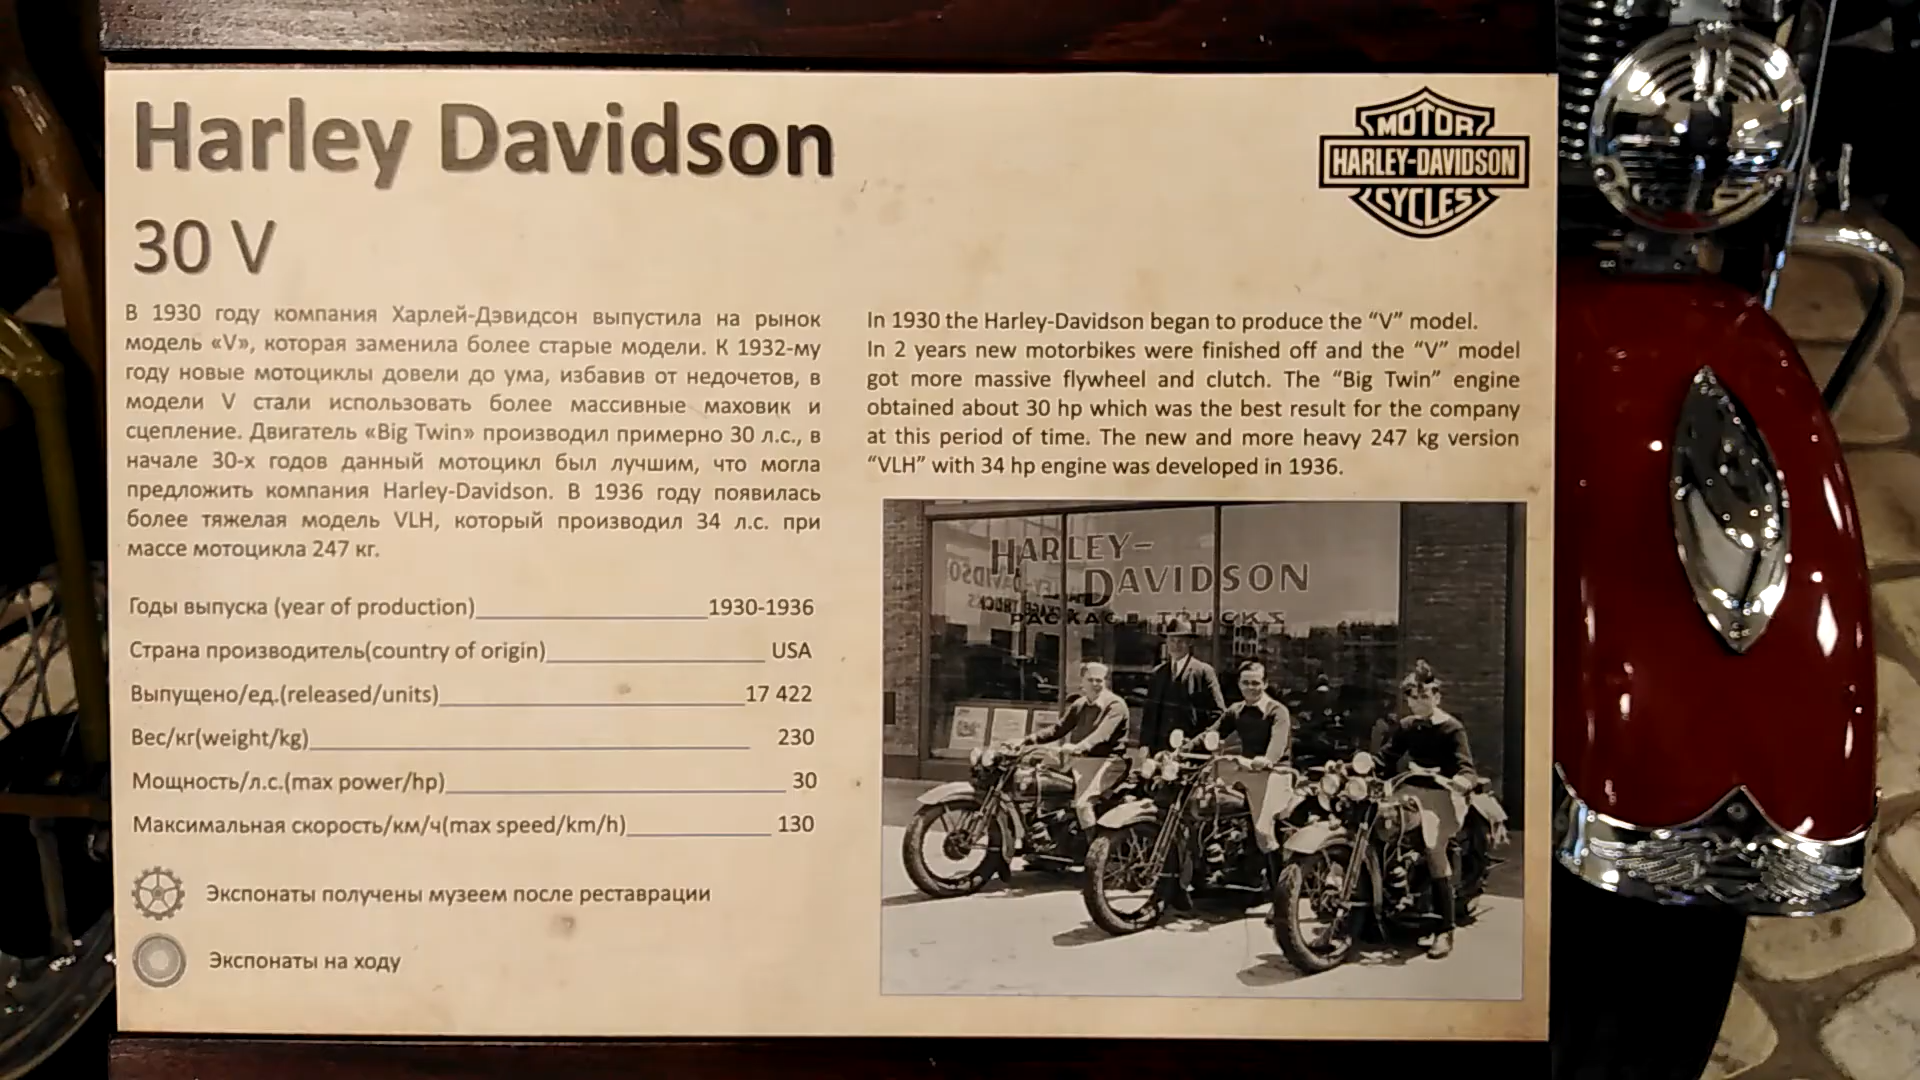 Harley Davidson
30 V
MOTOR
HARLEY-DAVIDSON
CYCLES
В 1930 году компания Харлей-Дэвидсон выпустила на рынок
модель «V», которая заменила более старые модели. К 1932-му
году новые мотоциклы довели до ума, избавив от недочетов, в
модели V стали использовать более массивные маховик и
сцепление. Двигатель «Big Twin» производил примерно 30 л.с., в
начале 30-х годов данный мотоцикл был лучшим, что могла
предложить компания Harley-Davidson. В 1936 году появилась
более тяжелая модель VLH, который производил 34 л.с. при
массе мотоцикла 247 кг.
In 1930 the Harley-Davidson began to produce the “V” model.
In 2 years new motorbikes were finished off and the “V” model
got more massive flywheel and clutch. The “Big Twin” engine
obtained about 30 hp which was the best result for the company
at this period of time. The new and more heavy 247 kg version
“VLH” with 34 hp engine was developed in 1936.
HARLEY-
DAVIDSON
PACKAGE TRUCKS
Годы выпуска (year of production)_____1930-1936
Страна производитель(country of origin)_____ USA
Выпущено/ед.(released/units)_____17 422
Вес/кг(weight/kg)_____ 230
Мощность/л.с.(max power/hp)_____ 30
Максимальная скорость/км/ч(max speed/km/h)_____ 130
Экспонаты получены музеем после реставрации
Экспонаты на ходу